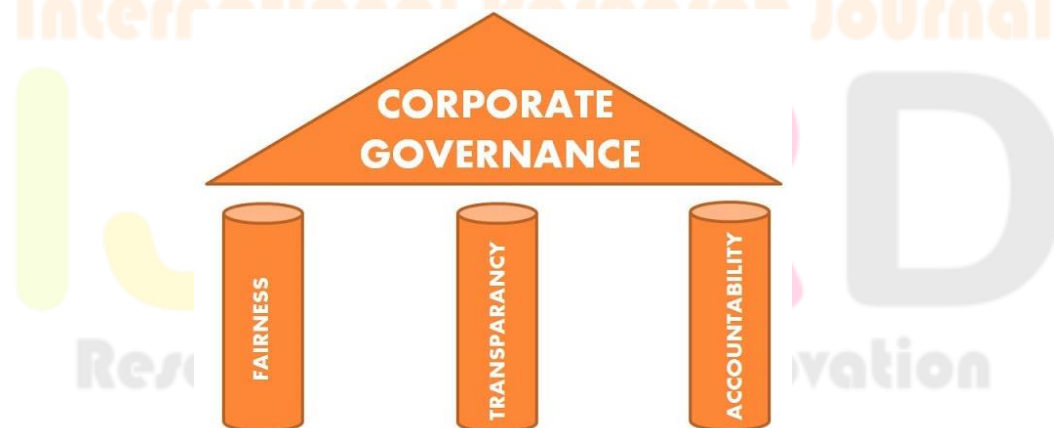 CORPORATE
GOVERNANCE
FAIRNESS
TRANSPARANCY
ACCOUNTABILITY